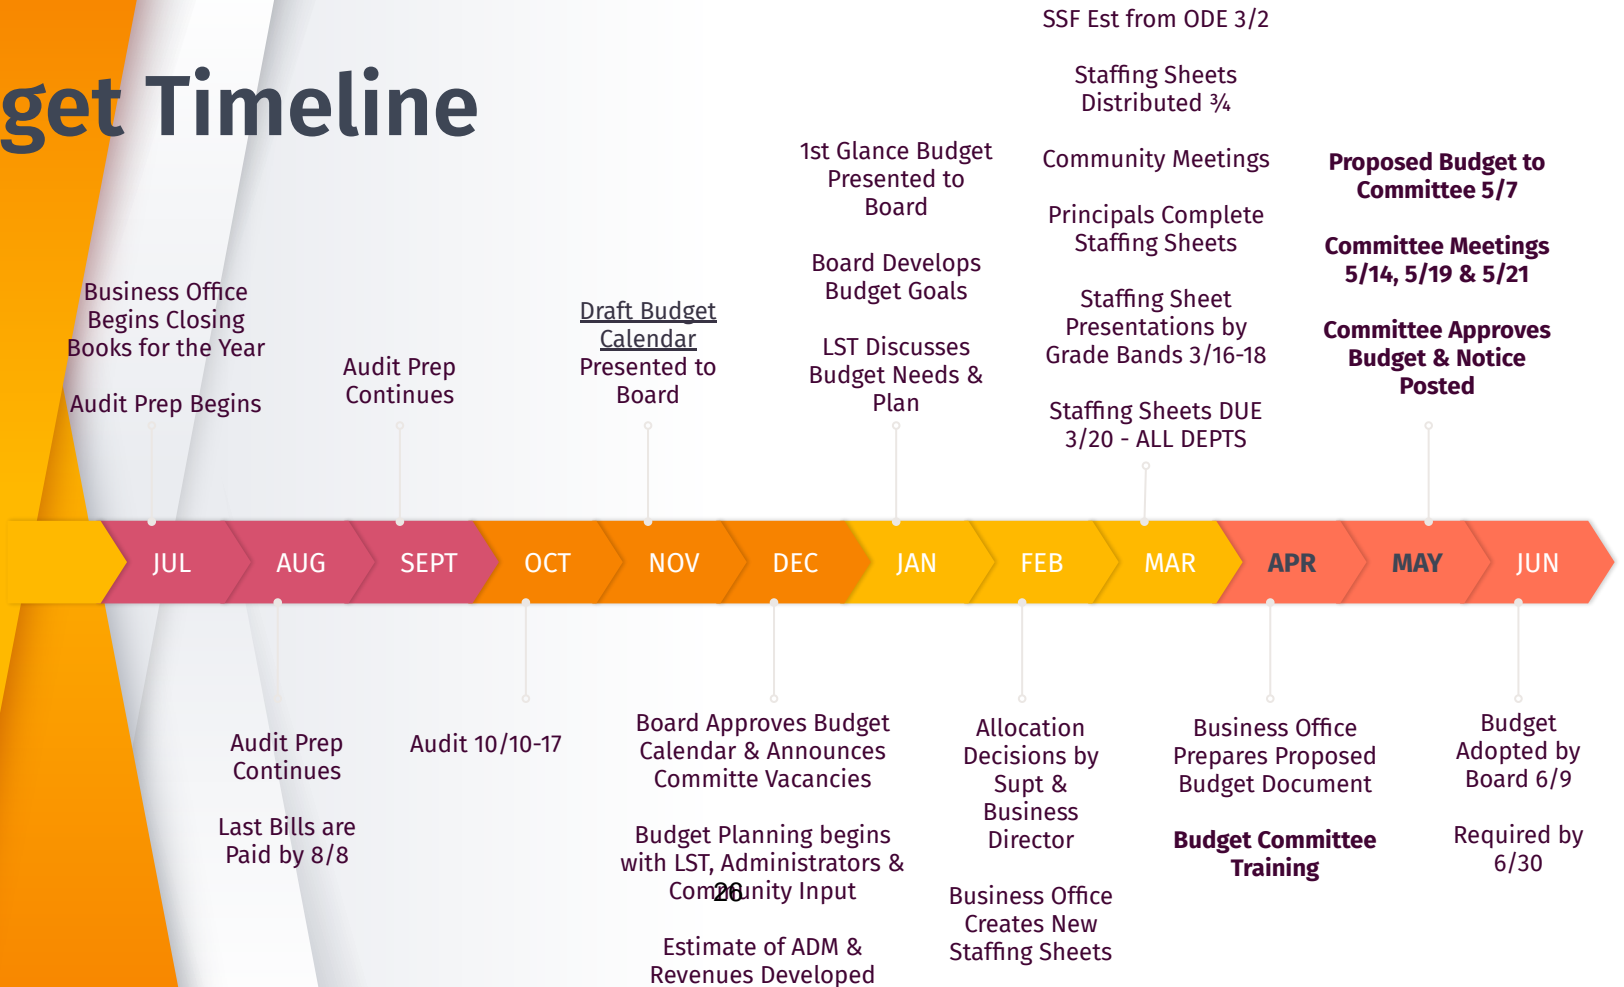 get Timeline
Business Office
Begins Closing
Books for the Year
Audit Prep Begins
Audit Prep
Continues
Draft Budget
Calendar
Presented to
Board
1st Glance Budget
Presented to
Board
Board Develops
Budget Goals
LST Discusses
Budget Needs &
Plan
SSF Est from ODE 3/2
Staffing Sheets
Distributed ¾
Community Meetings
Principals Complete
Staffing Sheets
Staffing Sheet
Presentations by
Grade Bands 3/16-18
Staffing Sheets DUE
3/20 - ALL DEPTS
Proposed Budget to
Committee 5/7
Committee Meetings
5/14, 5/19 & 5/21
Committee Approves
Budget & Notice
Posted
JUL
AUG
SEPT
OCT
NOV
DEC
JAN
FEB
MAR
APR
MAY
JUN
Audit Prep
Continues
Last Bills are
Paid by 8/8
Audit 10/10-17
Board Approves Budget
Calendar & Announces
Committe Vacancies
Budget Planning begins
with LST, Administrators &
Community Input
26
Estimate of ADM &
Revenues Developed
Allocation
Decisions by
Supt &
Business
Director
Business Office
Creates New
Staffing Sheets
Business Office
Prepares Proposed
Budget Document
Budget Committee
Training
Budget
Adopted by
Board 6/9
Required by
6/30